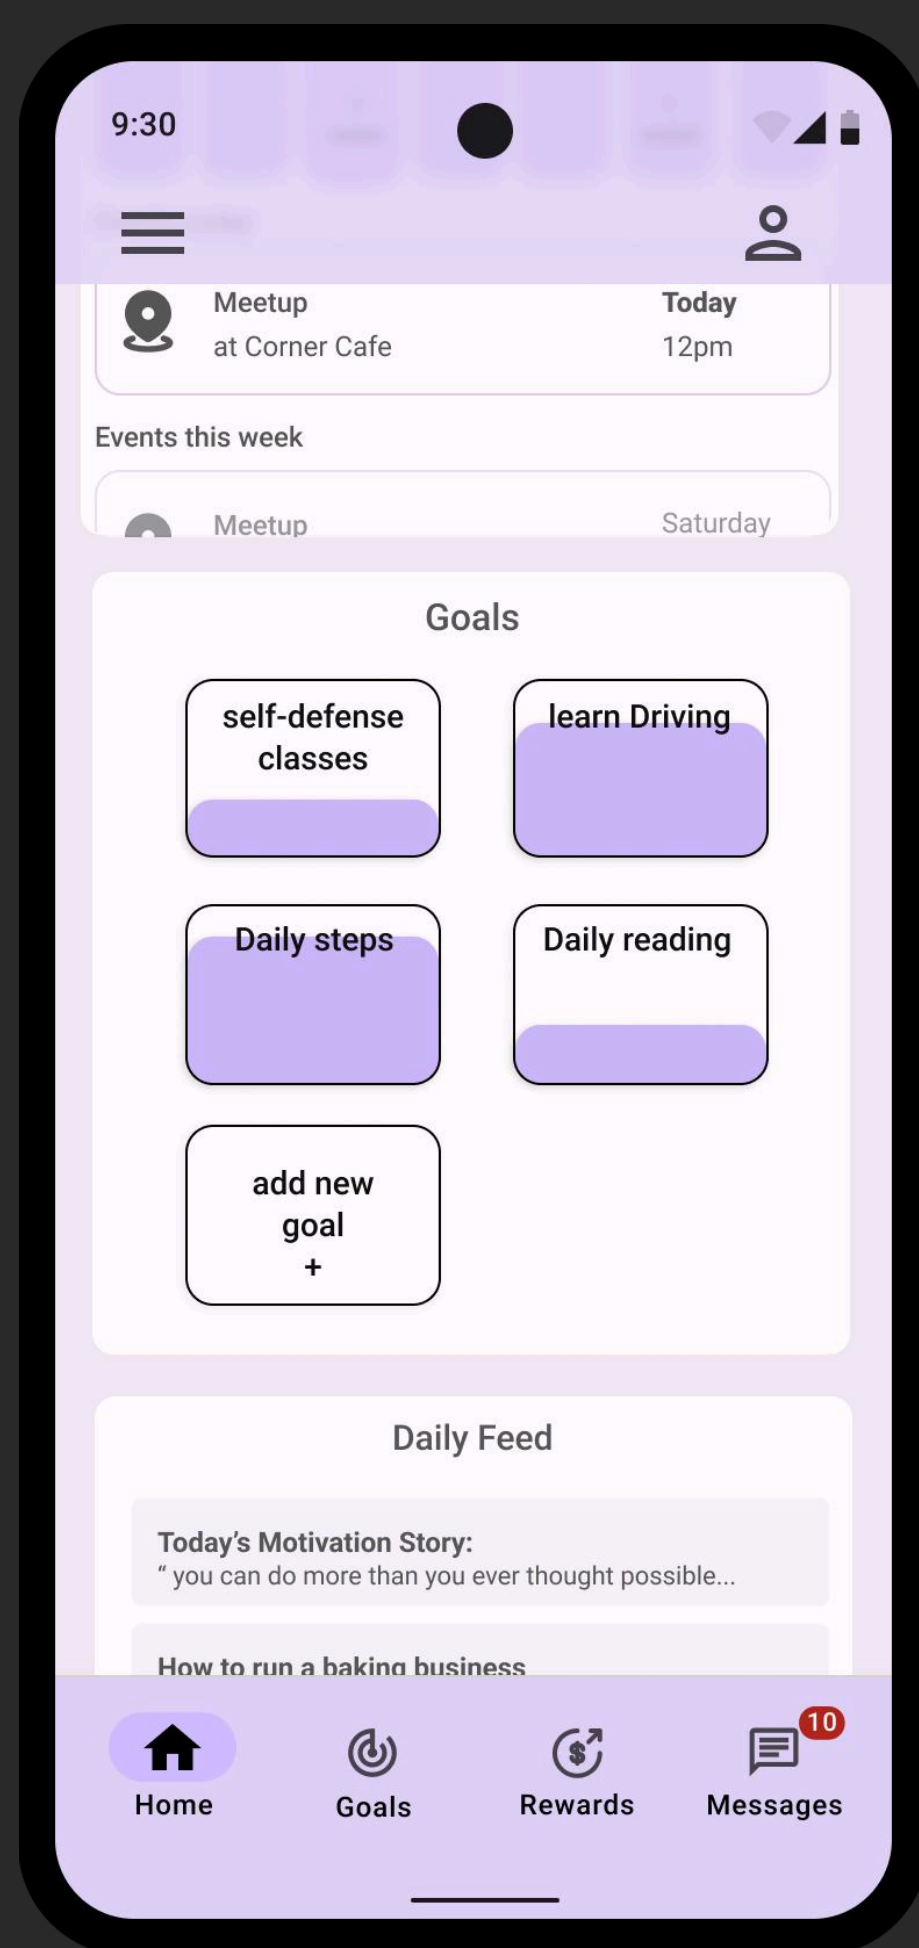 9:30
Meetup
Today
at Corner Cafe
12pm
Events this week
Meetup
Saturday
Goals
self-defense
classes
learn Driving
Daily steps
Daily reading
add new
goal
+
Daily Feed
Today’s Motivation Story:
“ you can do more than you ever thought possible...
How to run a baking business
10
Home
Goals
Rewards
Messages